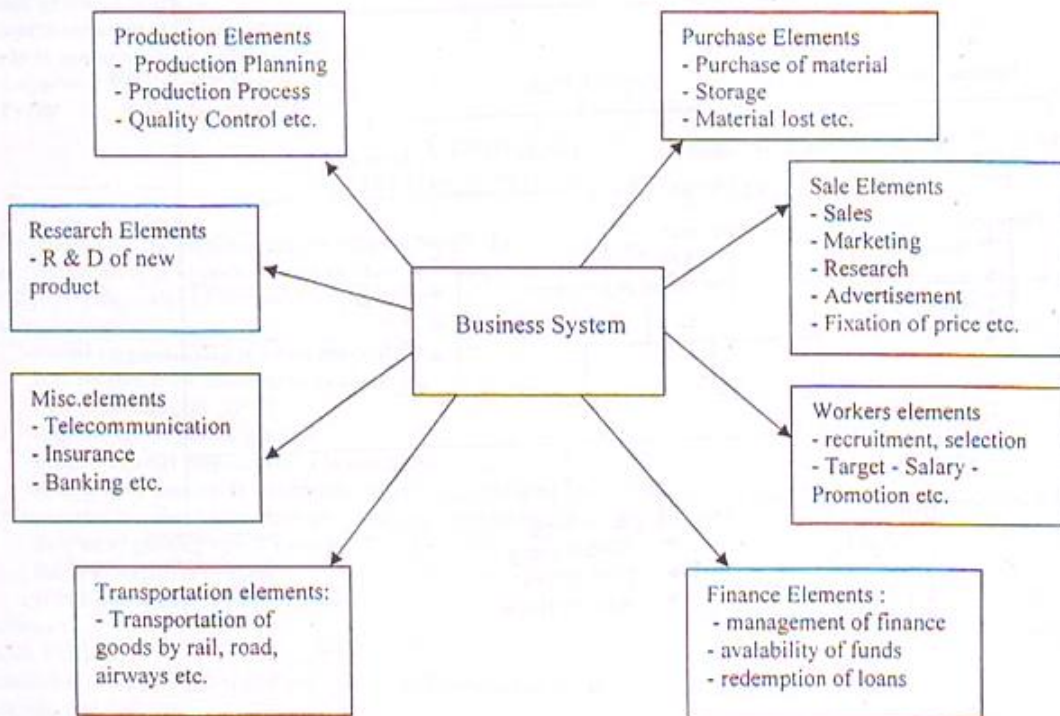 Production Elements
- Production Planning
- Production Process
- Quality Control etc.
Purchase Elements
- Purchase of material
- Storage
- Material lost etc.
Research Elements
- R & D of new
product
Sale Elements
- Sales
- Marketing
- Research
- Advertisement
- Fixation of price etc.
Business System
Misc.elements
- Telecommunication
- Insurance
- Banking etc.
Workers elements
- recruitment, selection
- Target - Salary -
Promotion etc.
Transportation elements:
- Transportation of
goods by rail, road,
airways etc.
Finance Elements :
- management of finance
- avalability of funds
- redemption of loans